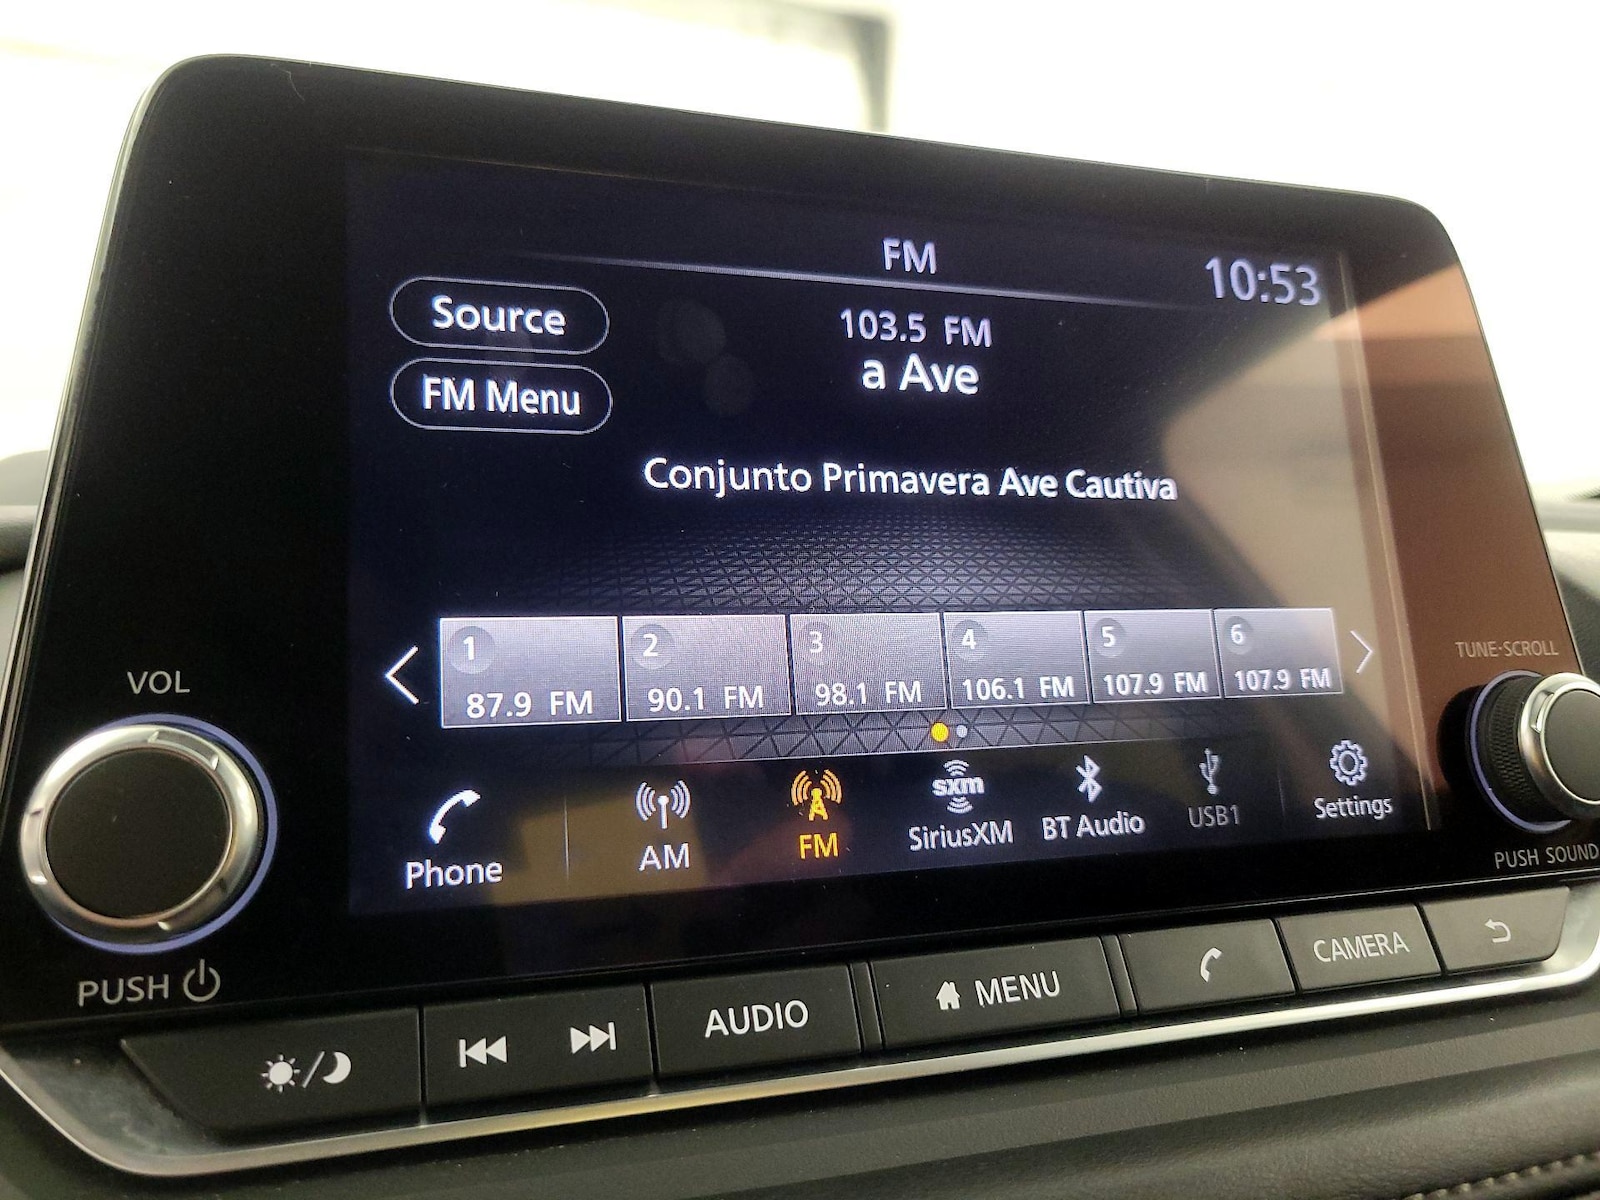 FM
10:53
Source
103.5 FM
a Ave
FM Menu
Conjunto Primavera Ave Cautiva
1 2 3 4 5 6
87.9 FM 90.1 FM 98.1 FM 106.1 FM 107.9 FM 107.9 FM
VOL
TUNE·SCROLL
sxm
Phone AM FM SiriusXM BT Audio USB1 Settings
PUSH
PUSH SOUND
AUDIO MENU CAMERA